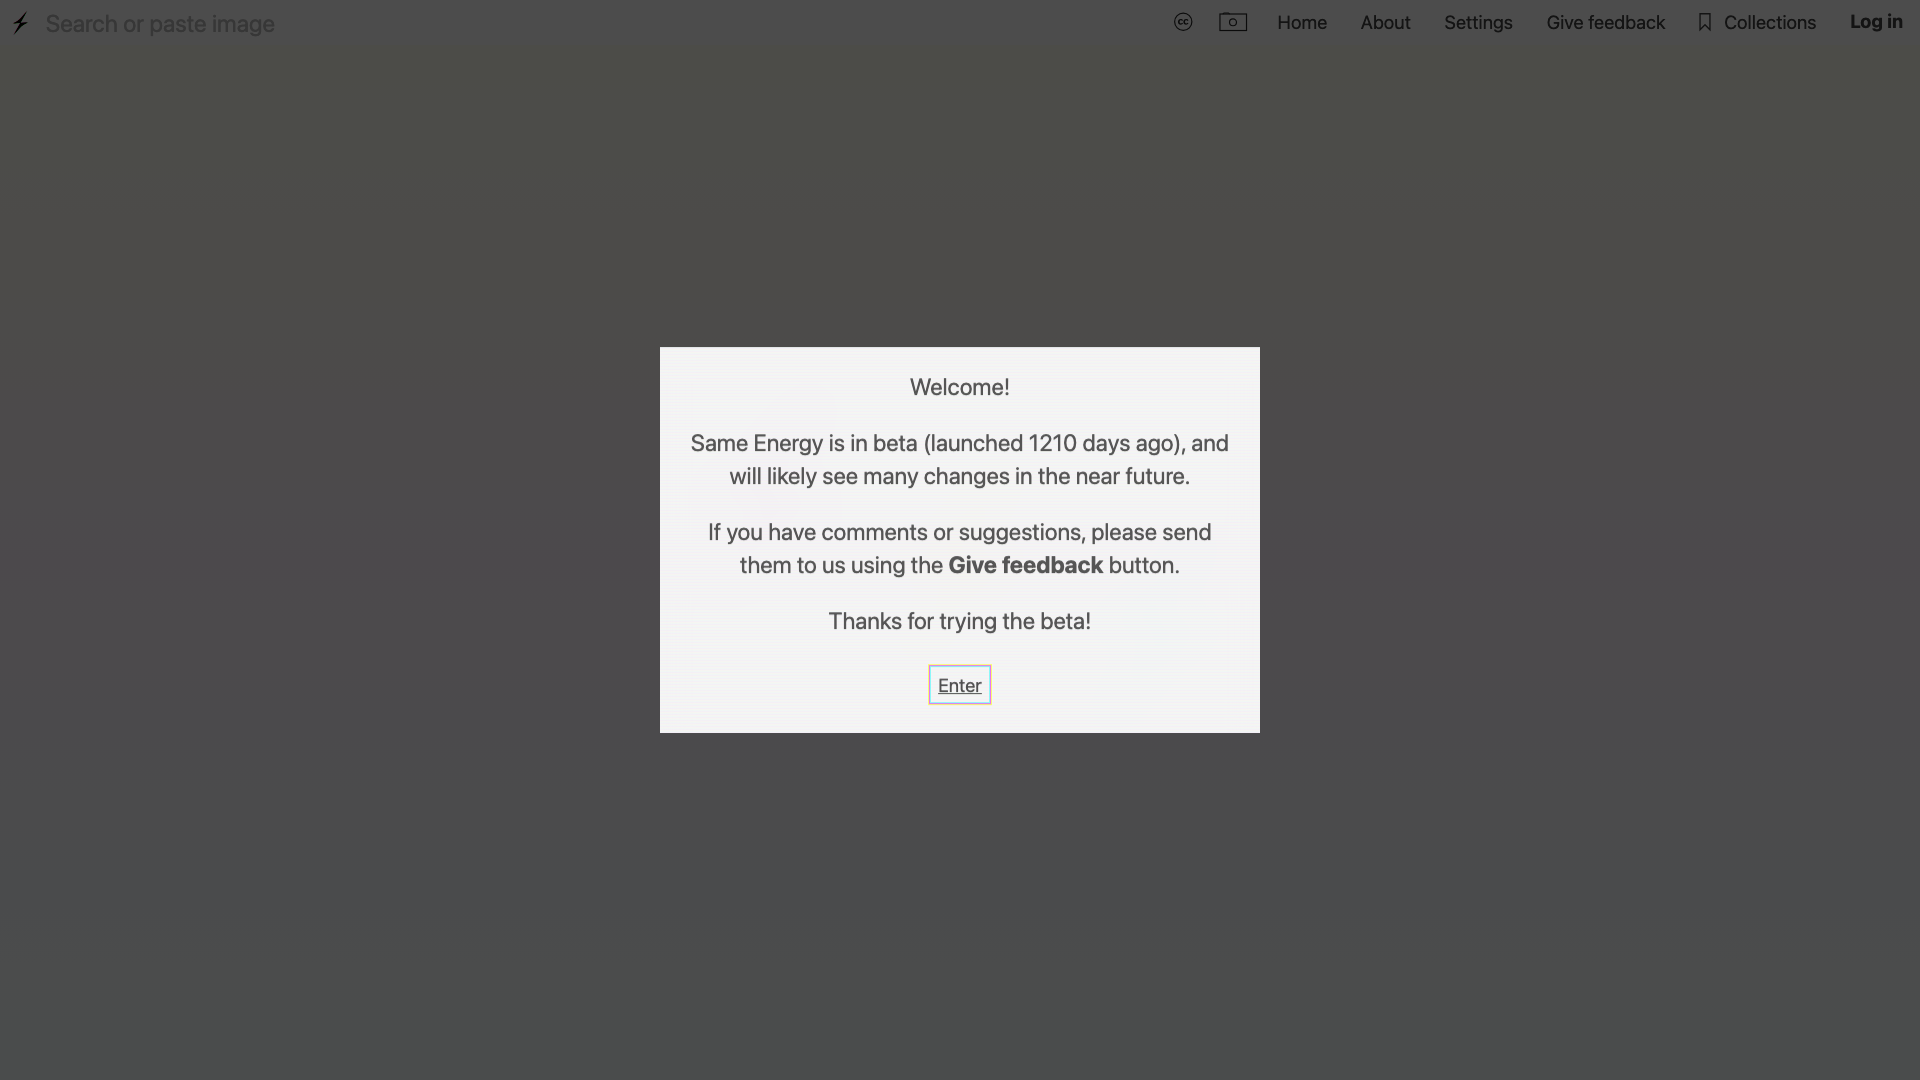 Search or paste image
cc
Home
About
Settings
Give feedback
Collections
Log in
Welcome!
Same Energy is in beta (launched 1210 days ago), and
will likely see many changes in the near future.
If you have comments or suggestions, please send
them to us using the Give feedback button.
Thanks for trying the beta!
Enter